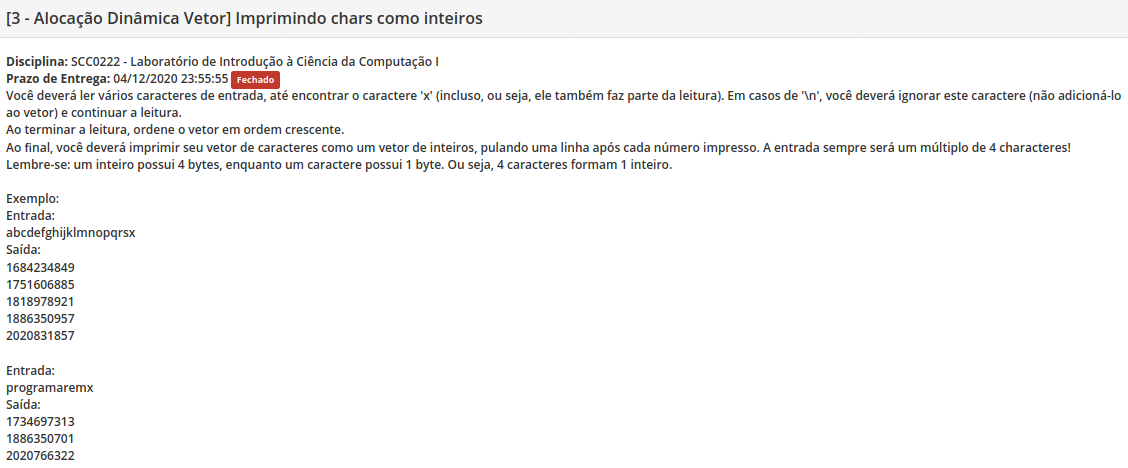 [3 - Alocação Dinâmica Vetor] Imprimindo chars como inteiros
Disciplina: SCC0222 - Laboratório de Introdução à Ciência da Computação I
Prazo de Entrega: 04/12/2020 23:55:55 Fechado
Você deverá ler vários caracteres de entrada, até encontrar o caractere 'x' (incluso, ou seja, ele também faz parte da leitura). Em casos de '\n', você deverá ignorar este caractere (não adicioná-lo
ao vetor) e continuar a leitura.
Ao terminar a leitura, ordene o vetor em ordem crescente.
Ao final, você deverá imprimir seu vetor de caracteres como um vetor de inteiros, pulando uma linha após cada número impresso. A entrada sempre será um múltiplo de 4 characteres!
Lembre-se: um inteiro possui 4 bytes, enquanto um caractere possui 1 byte. Ou seja, 4 caracteres formam 1 inteiro.
Exemplo:
Entrada:
abcdefghijklmnopqrsx
Saída:
1684234849
1751606885
1818978921
1886350957
2020831857
Entrada:
programaremx
Saída:
1734697313
1886350701
2020766322